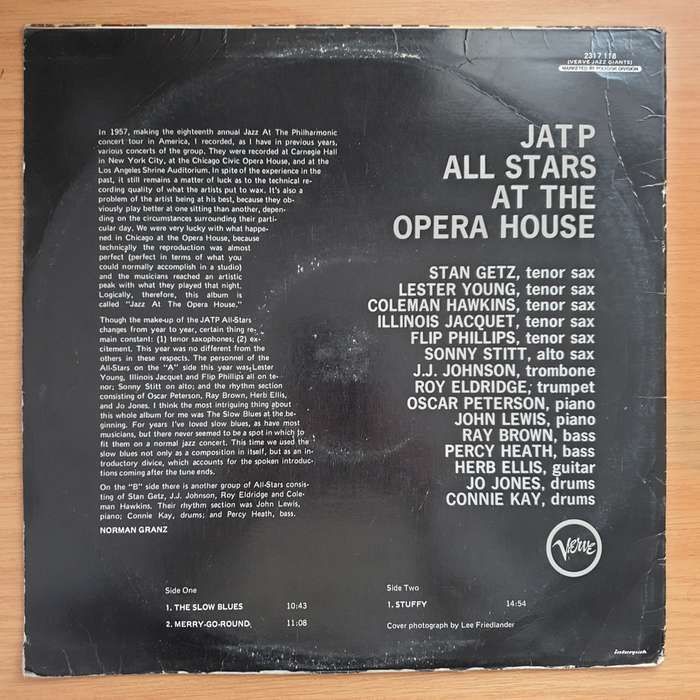 2317 118
(VERVE JAZZ GIANTS)
MARKETED BY POLYDOR DIVISION
JATP
ALL STARS
AT THE
OPERA HOUSE
In 1957, making the eighteenth annual Jazz At The Philharmonic
concert tour in America, I recorded, as I have in previous years,
various concerts of the group. They were recorded at Carnegie Hall
in New York City, at the Chicago Civic Opera House, and at the
Los Angeles Shrine Auditorium. In spite of the experience in the
past, it still remains a matter of luck as to the technical re-
cording quality of what the artists put to wax. It's also a
problem of the artist being at his best, because they ob-
viously play better at one sitting than another, depen-
ding on the circumstances surrounding their parti-
cular day. We were very lucky with what happe-
ned in Chicago at the Opera House, because
technically the reproduction was almost
perfect (perfect in terms of what you
could normally accomplish in a studio)
and the musicians reached an artistic
peak with what they played that night.
Logically, therefore, this album is
called "Jazz At The Opera House."
Though the make-up of the JATP All-Stars
changes from year to year, certain thing re-
main constant: (1) tenor saxophones; (2) ex-
citement. This year was no different from the
others in these respects. The personnel of the
All-Stars on the "A" side this year was Lester
Young, Illinois Jacquet and Flip Phillips all on te-
nor; Sonny Stitt on alto; and the rhythm section
consisting of Oscar Peterson, Ray Brown, Herb Ellis,
and Jo Jones. I think the most intriguing thing about
this whole album for me was The Slow Blues at the be-
ginning. For years I've loved slow blues, as have most
musicians, but there never seemed to be a spot in which to
fit them on a normal jazz concert. This time we used the
slow blues not only as a composition in itself, but as an in-
troductory divice, which accounts for the spoken introduc-
tions coming after the tune ends.
On the "B" side there is another group of All-Stars consis-
ting of Stan Getz, J.J. Johnson, Roy Eldridge and Cole-
man Hawkins. Their rhythm section was John Lewis,
piano; Connie Kay, drums; and Percy Heath, bass.
NORMAN GRANZ
STAN GETZ, tenor sax
LESTER YOUNG, tenor sax
COLEMAN HAWKINS, tenor sax
ILLINOIS JACQUET, tenor sax
FLIP PHILLIPS, tenor sax
SONNY STITT, alto sax
J.J. JOHNSON, trombone
ROY ELDRIDGE, trumpet
OSCAR PETERSON, piano
JOHN LEWIS, piano
RAY BROWN, bass
PERCY HEATH, bass
HERB ELLIS, guitar
JO JONES, drums
CONNIE KAY, drums
Verve
Side One
1. THE SLOW BLUES 10:43
2. MERRY-GO-ROUND 11:08
Side Two
1. STUFFY 14:54
Cover photograph by Lee Friedlander